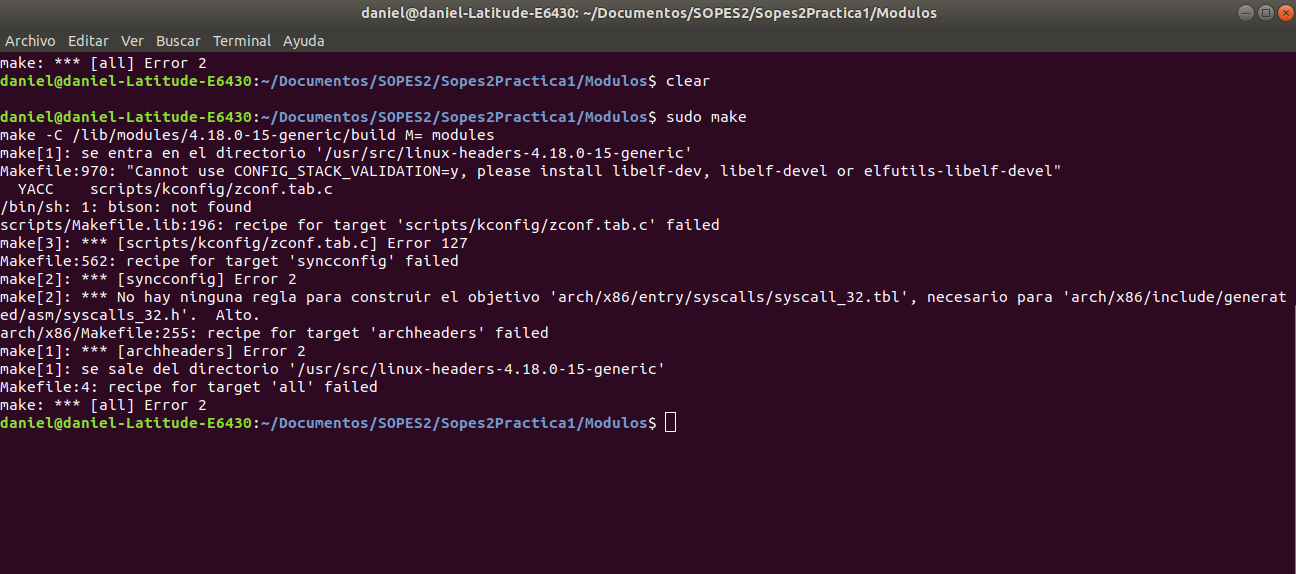 daniel@daniel-Latitude-E6430: ~/Documentos/SOPES2/Sopes2Practica1/Modulos
Archivo Editar Ver Buscar Terminal Ayuda
make: *** [all] Error 2
daniel@daniel-Latitude-E6430:~/Documentos/SOPES2/Sopes2Practica1/Modulos$ clear
daniel@daniel-Latitude-E6430:~/Documentos/SOPES2/Sopes2Practica1/Modulos$ sudo make
make -C /lib/modules/4.18.0-15-generic/build M= modules
make[1]: se entra en el directorio '/usr/src/linux-headers-4.18.0-15-generic'
Makefile:970: "Cannot use CONFIG_STACK_VALIDATION=y, please install libelf-dev, libelf-devel or elfutils-libelf-devel"
  YACC    scripts/kconfig/zconf.tab.c
/bin/sh: 1: bison: not found
scripts/Makefile.lib:196: recipe for target 'scripts/kconfig/zconf.tab.c' failed
make[3]: *** [scripts/kconfig/zconf.tab.c] Error 127
Makefile:562: recipe for target 'syncconfig' failed
make[2]: *** [syncconfig] Error 2
make[2]: *** No hay ninguna regla para construir el objetivo 'arch/x86/entry/syscalls/syscall_32.tbl', necesario para 'arch/x86/include/generat
ed/asm/syscalls_32.h'.  Alto.
arch/x86/Makefile:255: recipe for target 'archheaders' failed
make[1]: *** [archheaders] Error 2
make[1]: se sale del directorio '/usr/src/linux-headers-4.18.0-15-generic'
Makefile:4: recipe for target 'all' failed
make: *** [all] Error 2
daniel@daniel-Latitude-E6430:~/Documentos/SOPES2/Sopes2Practica1/Modulos$